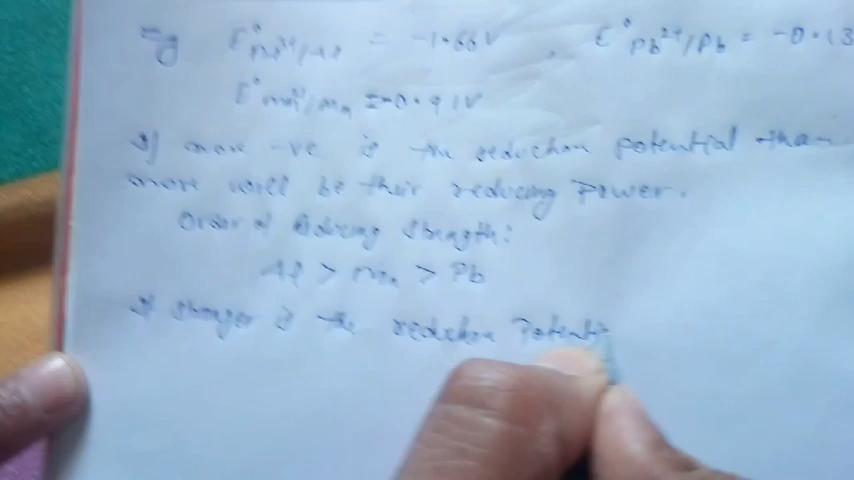 Eg E° Al³⁺/Al = -1.66V , E° Pb²⁺/Pb = -0.13
E° Mn²⁺/Mn = -0.91V
If more -ve is the reduction potential than
more will be their reducing Power.
Order of Reducing Strength:
Al > Mn > Pb
If stronger is the reduction Potenti